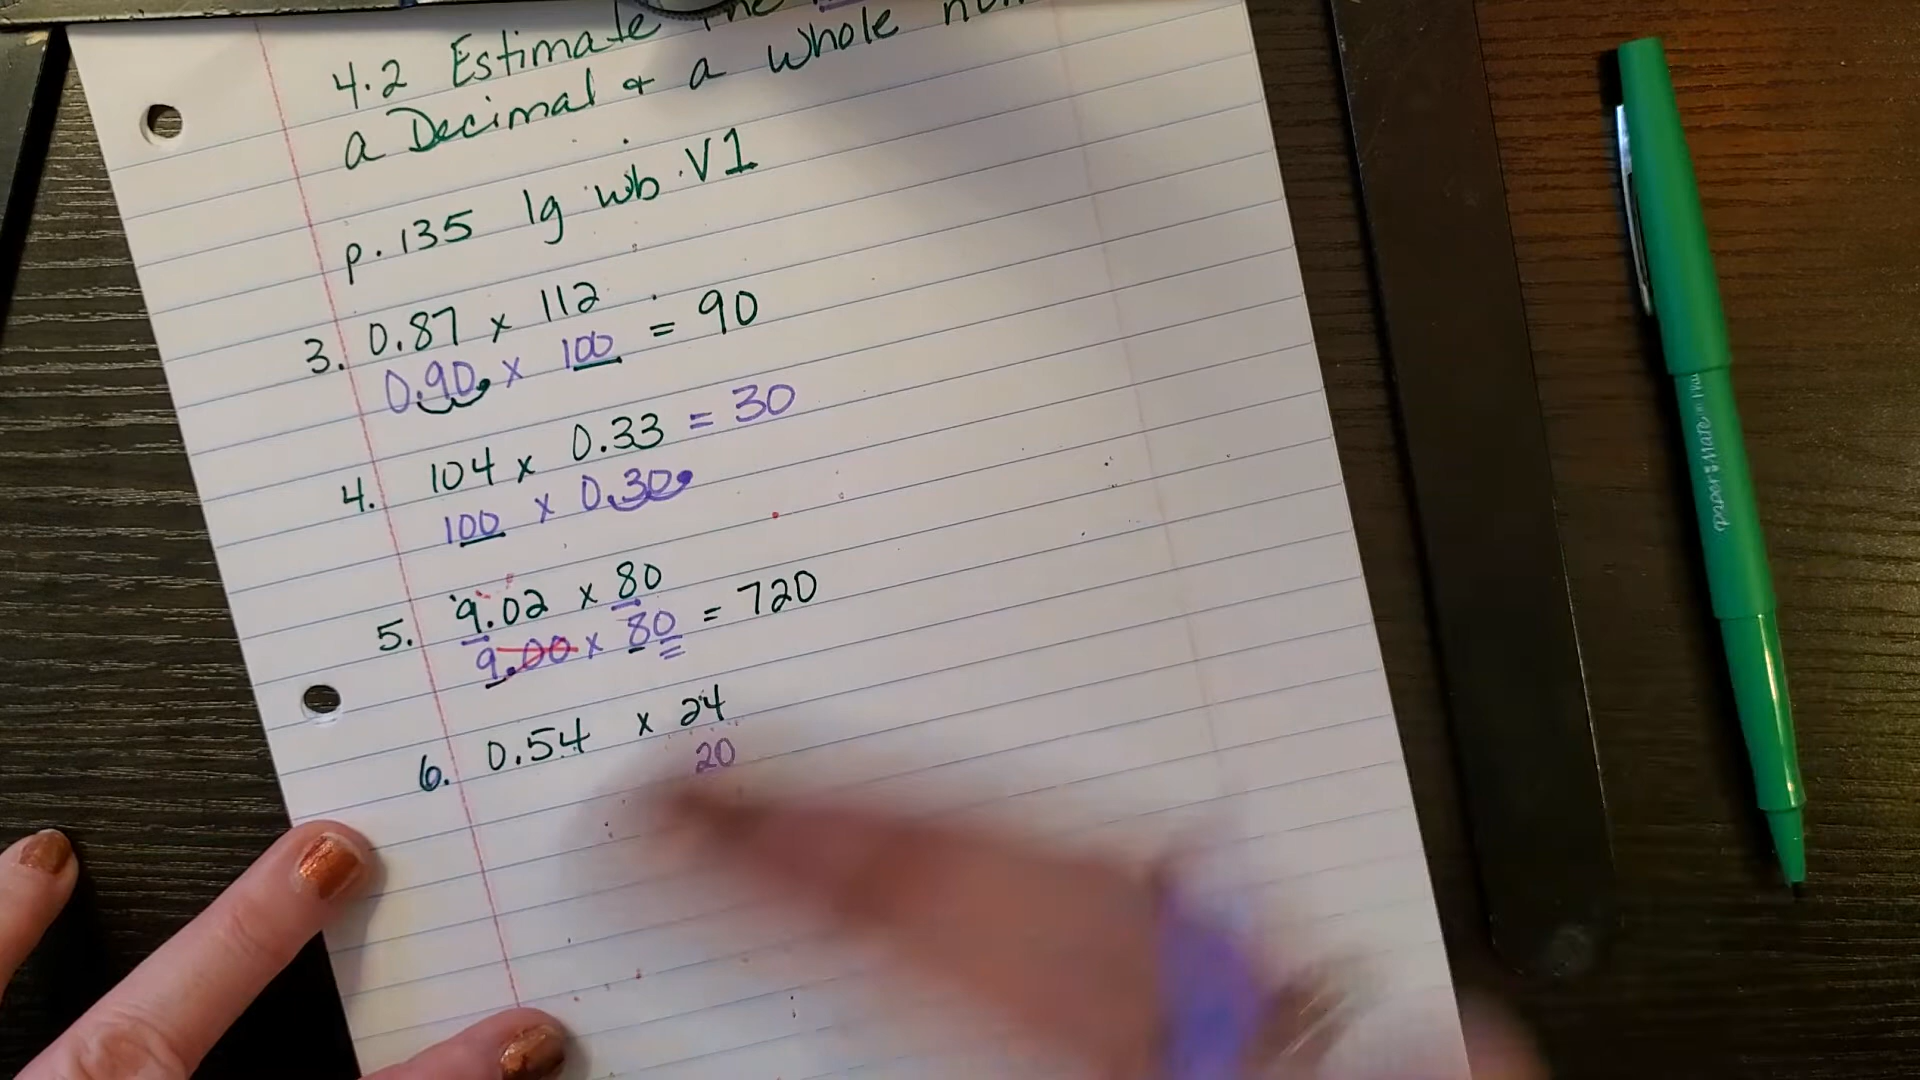 4.2 Estimate the
a Decimal + a whole
p.135 lg wb V1
3. 0.87 x 112
0.90 x 100 = 90
4. 104 x 0.33 = 30
100 x 0.30
5. 9.02 x 80
9.00 x 80 = 720
6. 0.54 x 24
20
paper mate